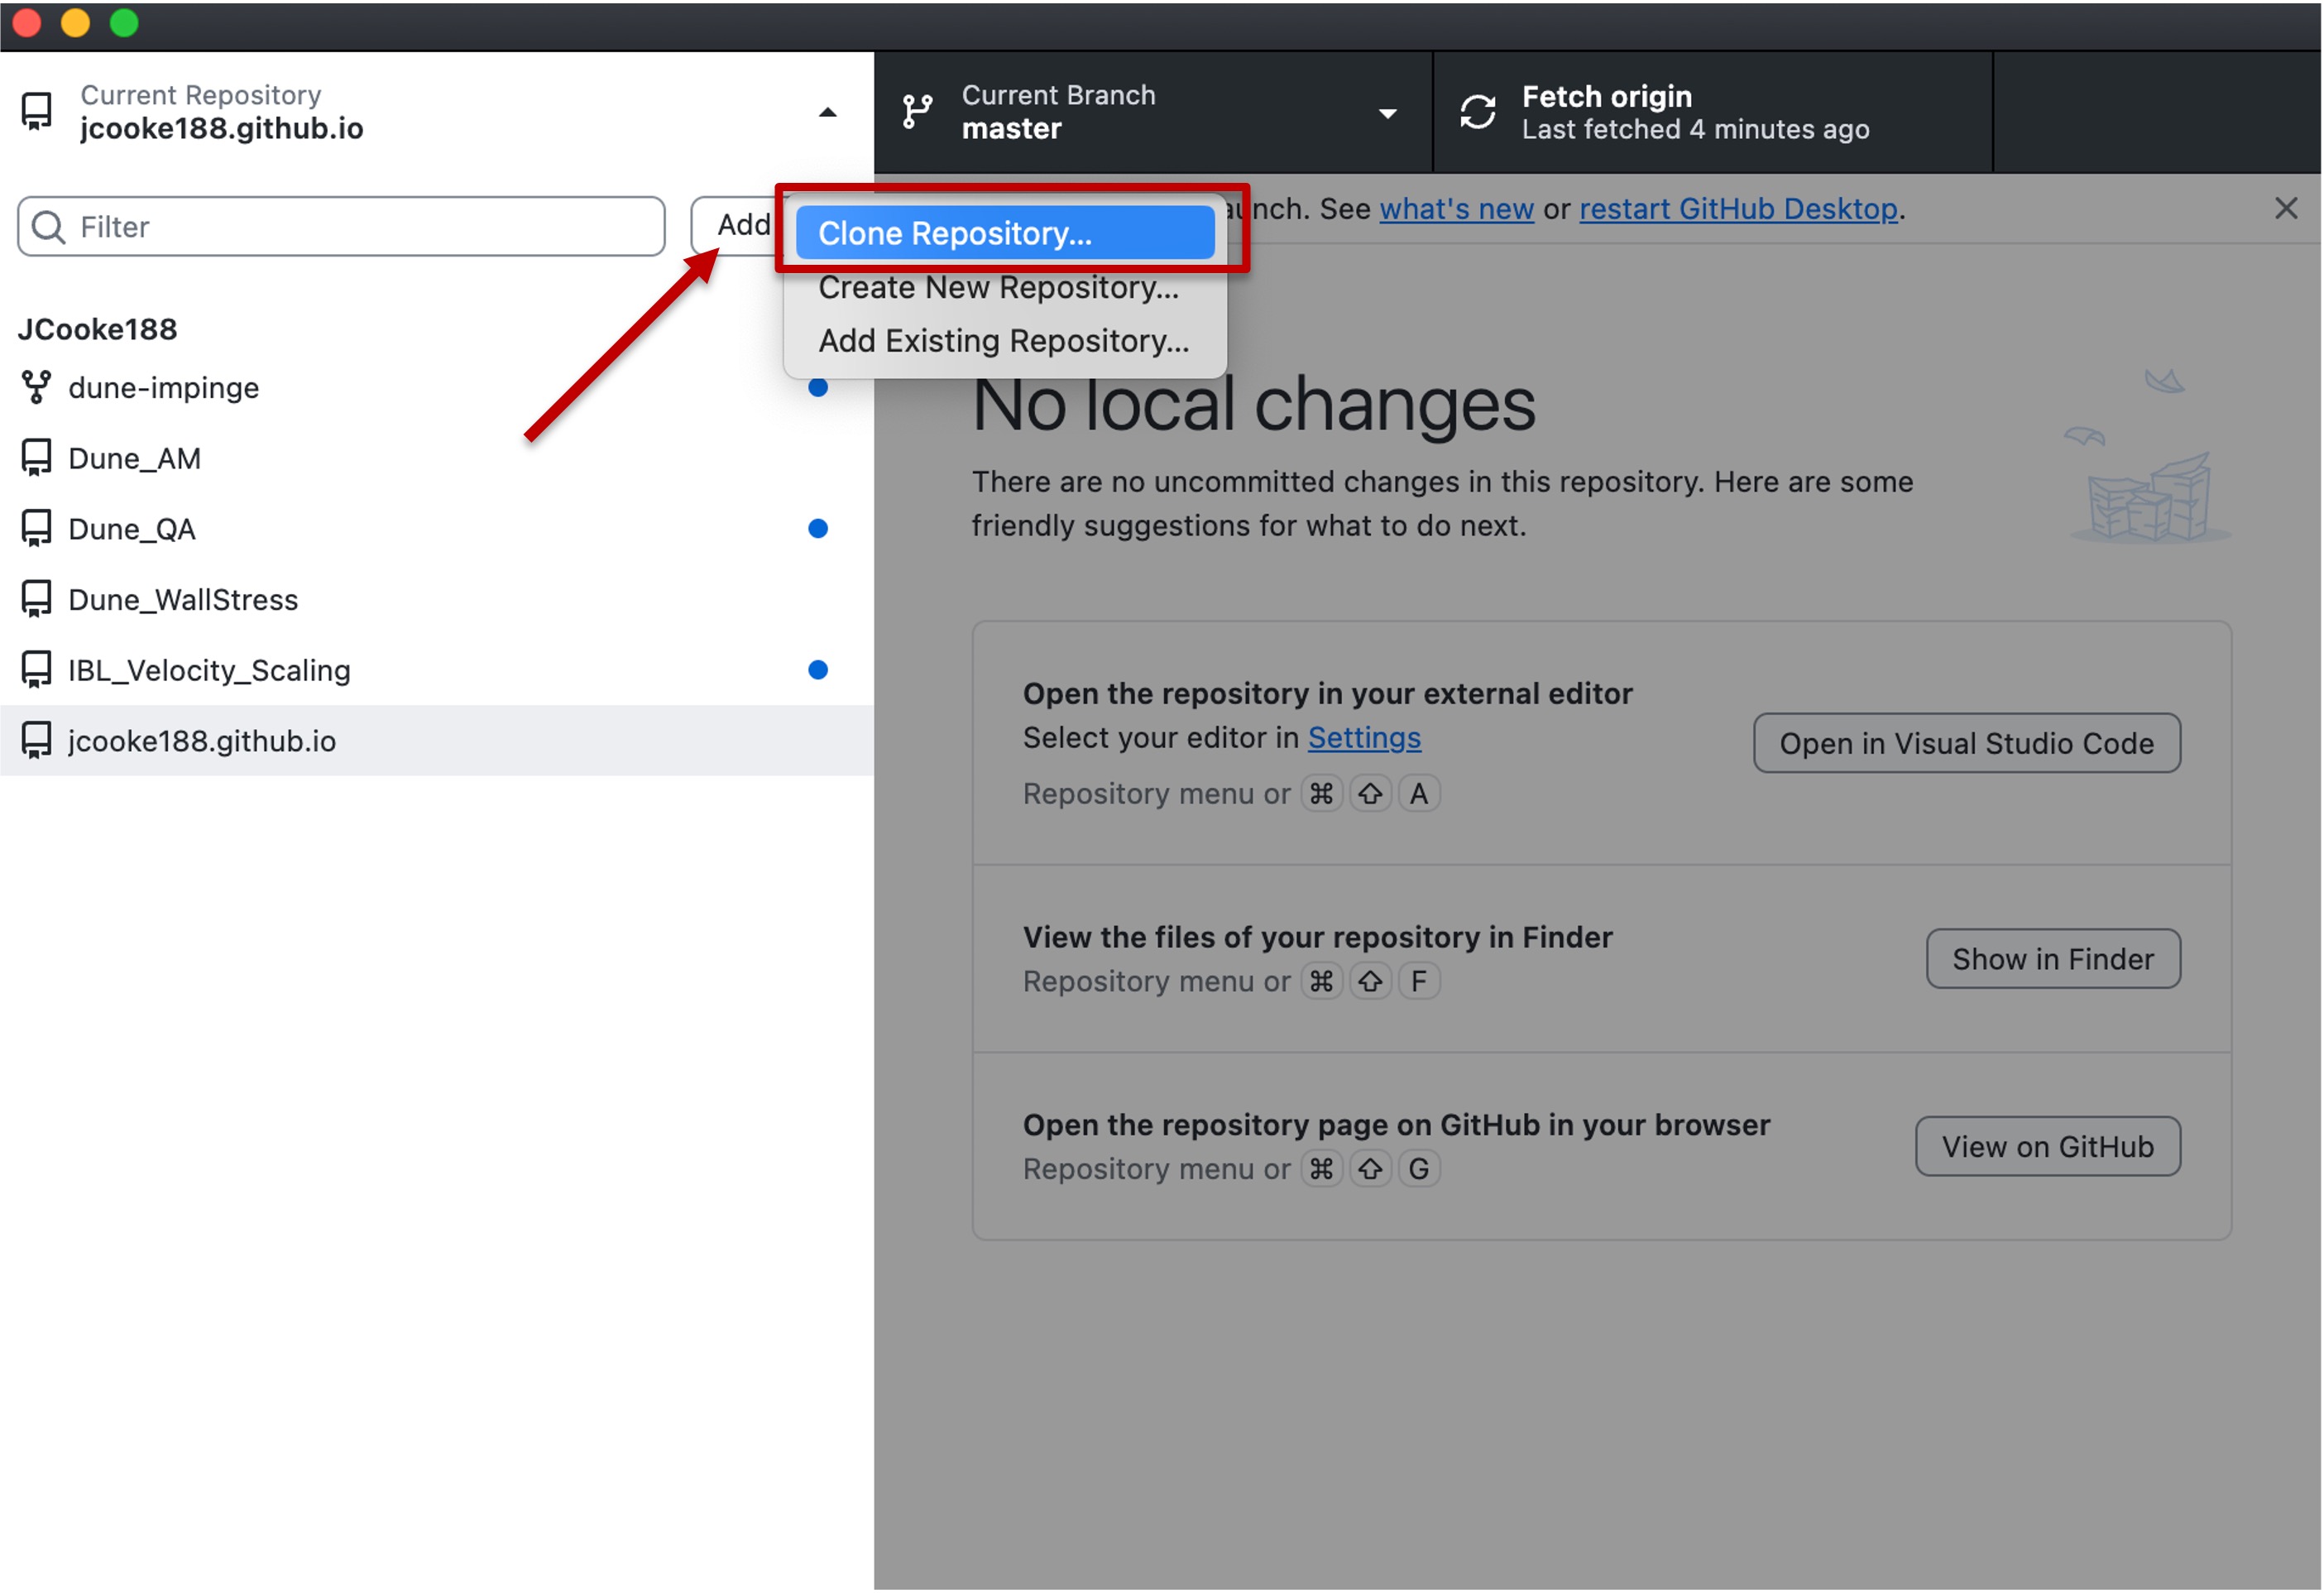 Current Repository
jcooke188.github.io
Current Branch
master
Fetch origin
Last fetched 4 minutes ago
Filter
Add
Clone Repository...
Create New Repository...
Add Existing Repository...
See what's new or restart GitHub Desktop.
JCooke188
dune-impinge
Dune_AM
Dune_QA
Dune_WallStress
IBL_Velocity_Scaling
jcooke188.github.io
No local changes
There are no uncommitted changes in this repository. Here are some
friendly suggestions for what to do next.
Open the repository in your external editor
Select your editor in Settings
Repository menu or ⌘ ⇧ A
Open in Visual Studio Code
View the files of your repository in Finder
Repository menu or ⌘ ⇧ F
Show in Finder
Open the repository page on GitHub in your browser
Repository menu or ⌘ ⇧ G
View on GitHub